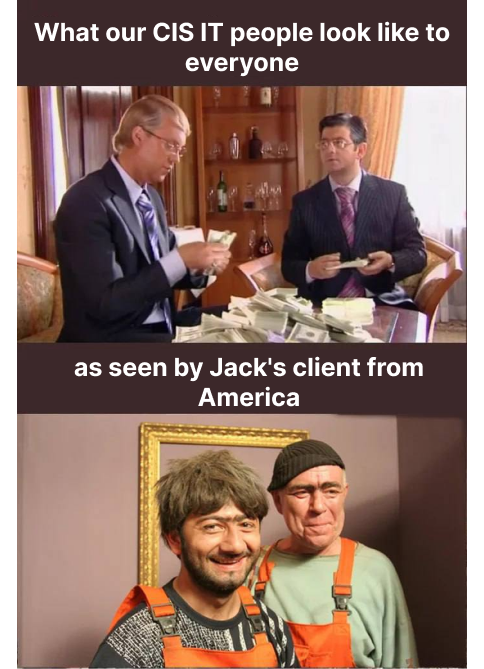 What our CIS IT people look like to
everyone
as seen by Jack's client from
America